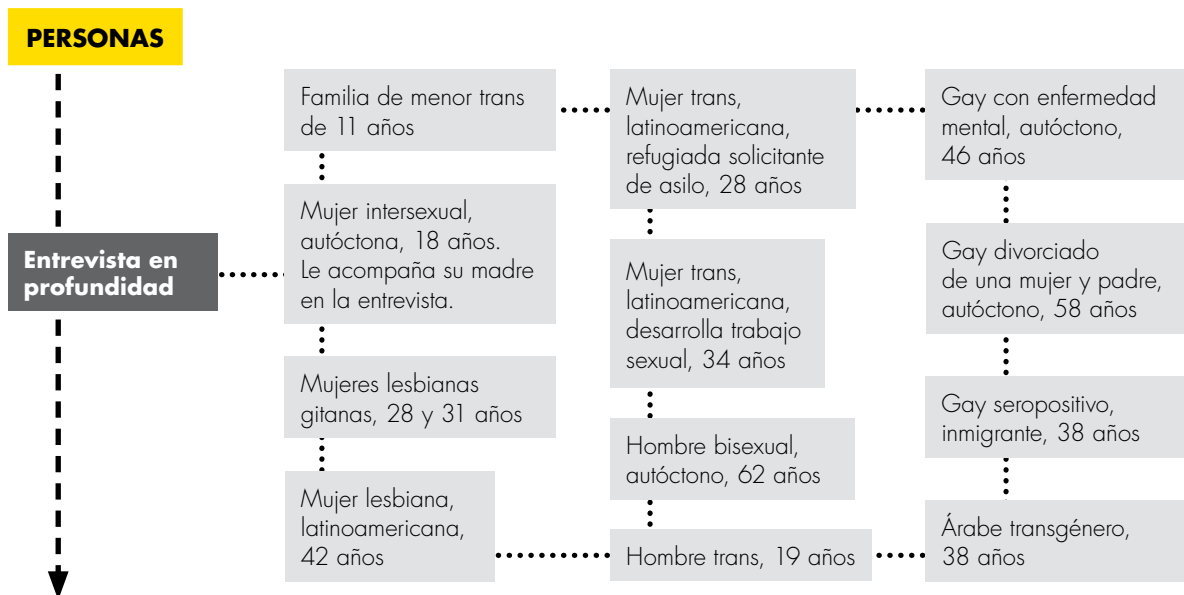 PERSONAS
Entrevista en
profundidad
Familia de menor trans
de 11 años
Mujer intersexual,
autóctona, 18 años.
Le acompaña su madre
en la entrevista.
Mujeres lesbianas
gitanas, 28 y 31 años
Mujer lesbiana,
latinoamericana,
42 años
Mujer trans,
latinoamericana,
refugiada solicitante
de asilo, 28 años
Mujer trans,
latinoamericana,
desarrolla trabajo
sexual, 34 años
Hombre bisexual,
autóctono, 62 años
Hombre trans, 19 años
Gay con enfermedad
mental, autóctono,
46 años
Gay divorciado
de una mujer y padre,
autóctono, 58 años
Gay seropositivo,
inmigrante, 38 años
Árabe transgénero,
38 años